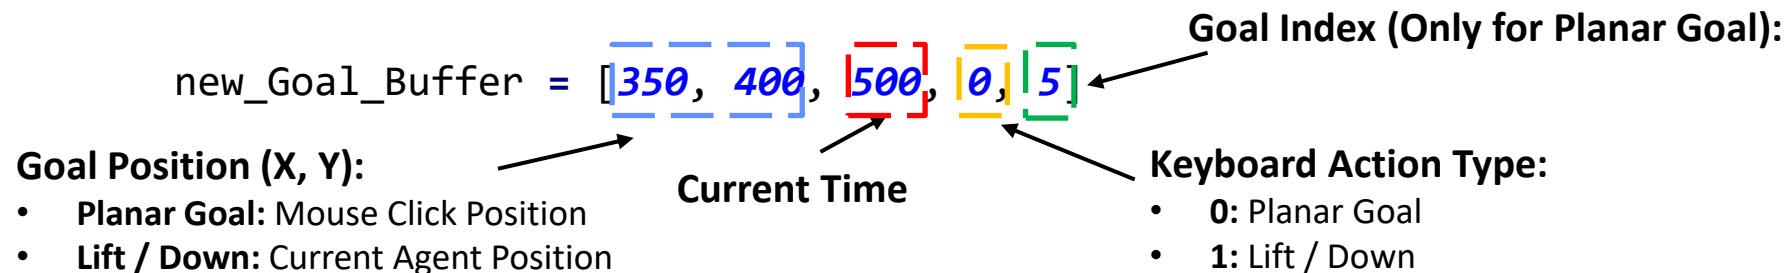 Goal Index (Only for Planar Goal):
new_Goal_Buffer = [350, 400, 500, 0, 5]
Goal Position (X, Y):
• Planar Goal: Mouse Click Position
• Lift / Down: Current Agent Position
Current Time
Keyboard Action Type:
• 0: Planar Goal
• 1: Lift / Down